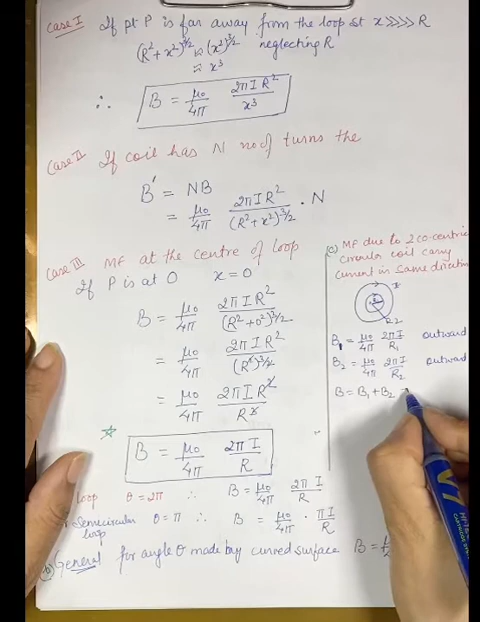 Case I If pt P is far away from the loop st x >>>> R
(R² + x²)^3/2 ≈ (x²)^3/2 neglecting R
≈ x³
∴ B = μ₀/4π 2πIR²/x³
Case II If coil has N no of turns the
B' = NB
= μ₀/4π 2πIR²/(R² + x²)^3/2 · N
Case III MF at the centre of loop
If P is at O x = 0
B = μ₀/4π 2πIR²/(R² + 0²)^3/2
= μ₀/4π 2πIR²/(R²)^3/2
= μ₀/4π 2πIR²/R³
B = μ₀/4π 2πI/R
loop θ = 2π ∴ B = μ₀/4π 2πI/R
Semicircular loop θ = π ∴ B = μ₀/4π · πI/R
(b) General for angle θ made by curved surface B =
(c) MF due to 2 co-centric
circular coil carry
current in same direction
R₂
B₁ = μ₀/4π 2πI/R₁ outward
B₂ = μ₀/4π 2πI/R₂ outward
B = B₁ + B₂
V7